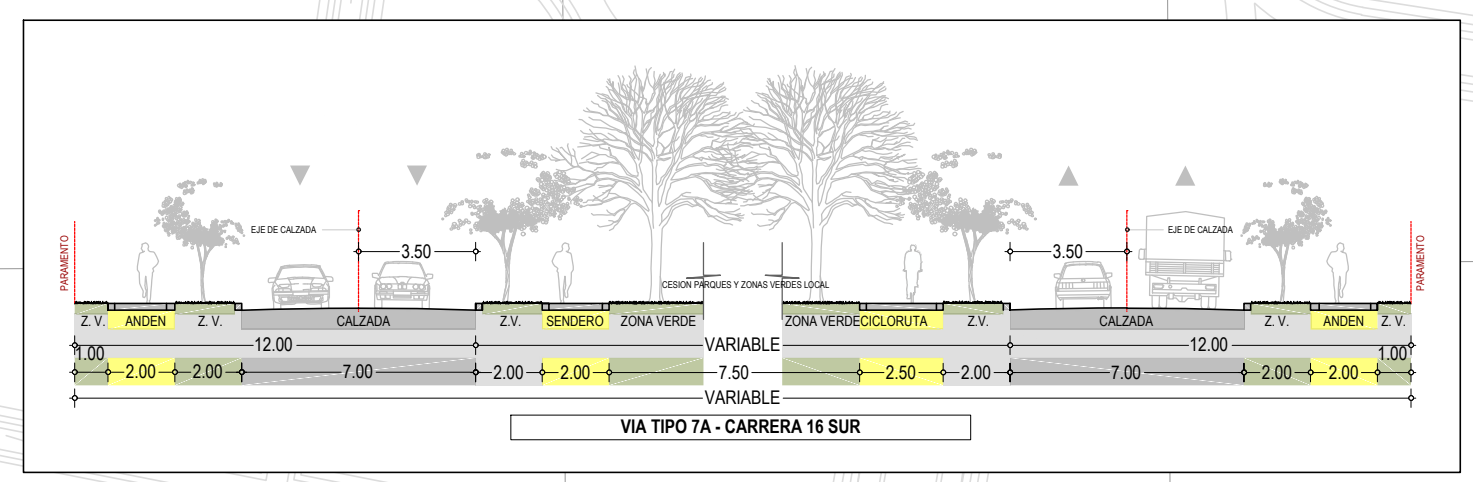 EJE DE CALZADA
EJE DE CALZADA
PARAMENTO
3.50
3.50
PARAMENTO
CESION PARQUES Y ZONAS VERDES LOCAL
Z. V. ANDEN Z. V. CALZADA Z.V. SENDERO ZONA VERDE ZONA VERDE CICLORUTA Z.V. CALZADA Z. V. ANDEN Z. V.
12.00 VARIABLE 12.00
1.00 2.00 2.00 7.00 2.00 2.00 7.50 2.50 2.00 7.00 2.00 2.00 1.00
VARIABLE
VIA TIPO 7A - CARRERA 16 SUR